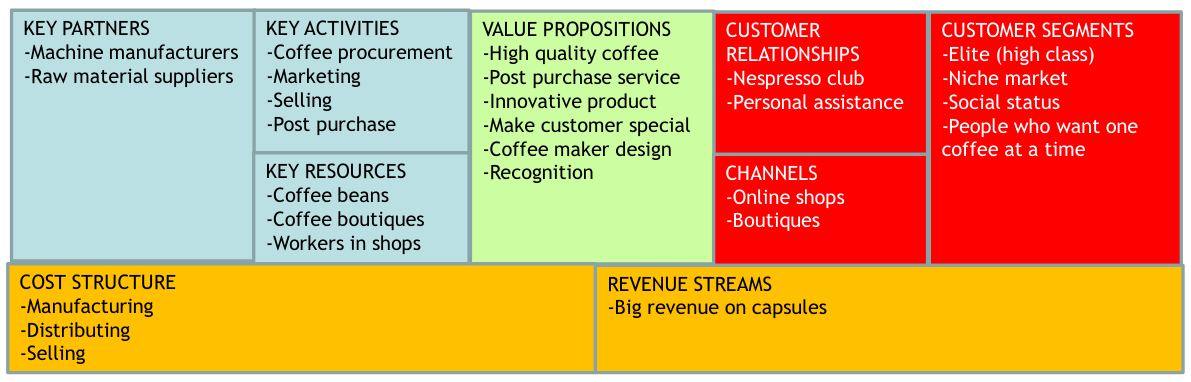 KEY PARTNERS
-Machine manufacturers
-Raw material suppliers
KEY ACTIVITIES
-Coffee procurement
-Marketing
-Selling
-Post purchase
KEY RESOURCES
-Coffee beans
-Coffee boutiques
-Workers in shops
VALUE PROPOSITIONS
-High quality coffee
-Post purchase service
-Innovative product
-Make customer special
-Coffee maker design
-Recognition
CUSTOMER
RELATIONSHIPS
-Nespresso club
-Personal assistance
CHANNELS
-Online shops
-Boutiques
CUSTOMER SEGMENTS
-Elite (high class)
-Niche market
-Social status
-People who want one
coffee at a time
COST STRUCTURE
-Manufacturing
-Distributing
-Selling
REVENUE STREAMS
-Big revenue on capsules